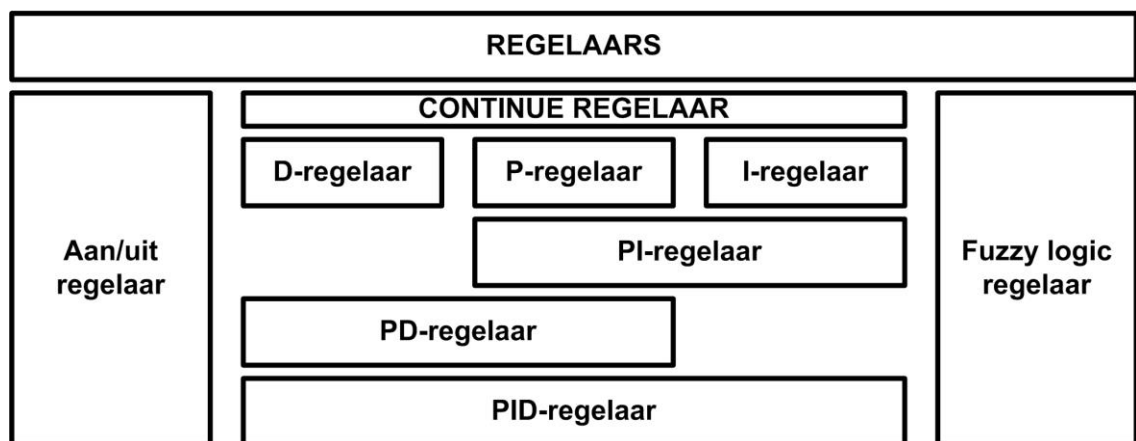 REGELAARS
CONTINUE REGELAAR
D-regelaar
P-regelaar
I-regelaar
Aan/uit
regelaar
PI-regelaar
Fuzzy logic
regelaar
PD-regelaar
PID-regelaar